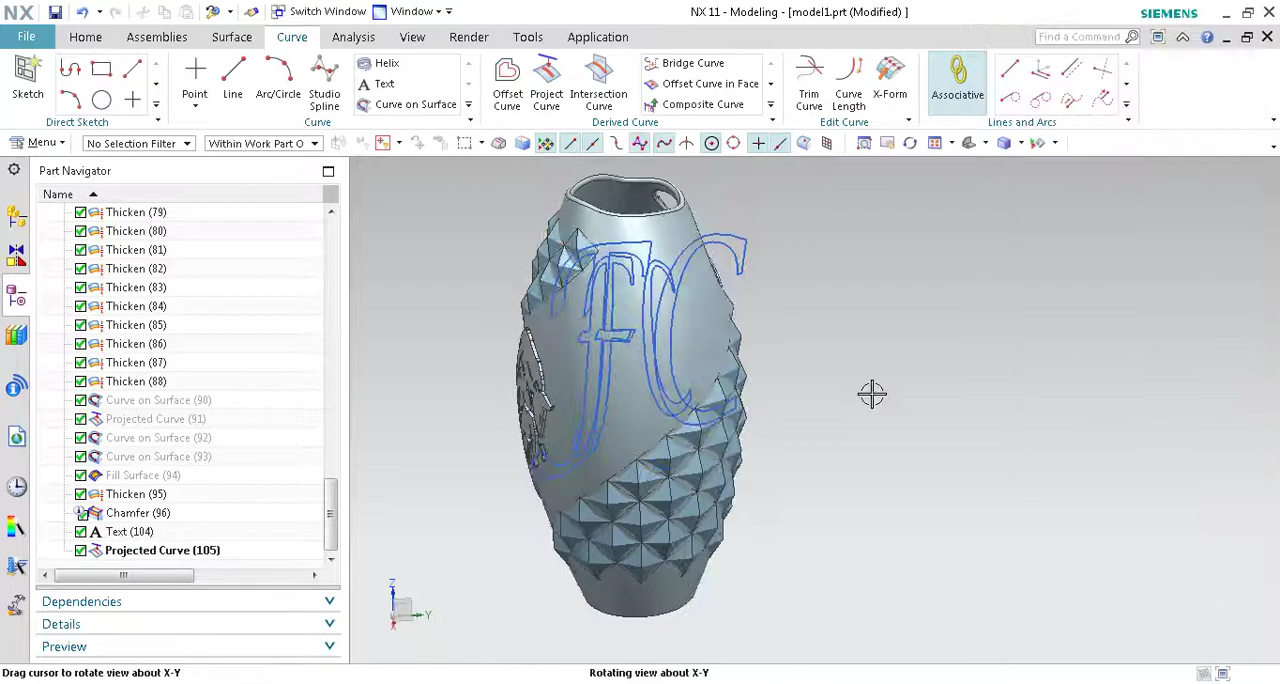 NX
Switch Window
Window
NX 11 - Modeling - [model1.prt (Modified) ]
SIEMENS
File
Home
Assemblies
Surface
Curve
Analysis
View
Render
Tools
Application
Find a Command
Sketch
Direct Sketch
Point
Line
Arc/Circle
Studio Spline
Helix
Text
Curve on Surface
Curve
Offset Curve
Project Curve
Intersection Curve
Bridge Curve
Offset Curve in Face
Composite Curve
Derived Curve
Trim Curve
Curve Length
X-Form
Edit Curve
Associative
Lines and Arcs
Menu
No Selection Filter
Within Work Part O
Part Navigator
Name
Thicken (79)
Thicken (80)
Thicken (81)
Thicken (82)
Thicken (83)
Thicken (84)
Thicken (85)
Thicken (86)
Thicken (87)
Thicken (88)
Curve on Surface (90)
Projected Curve (91)
Curve on Surface (92)
Curve on Surface (93)
Fill Surface (94)
Thicken (95)
Chamfer (96)
Text (104)
Projected Curve (105)
Dependencies
Details
Preview
fC
Z
Y
X
Drag cursor to rotate view about X-Y
Rotating view about X-Y